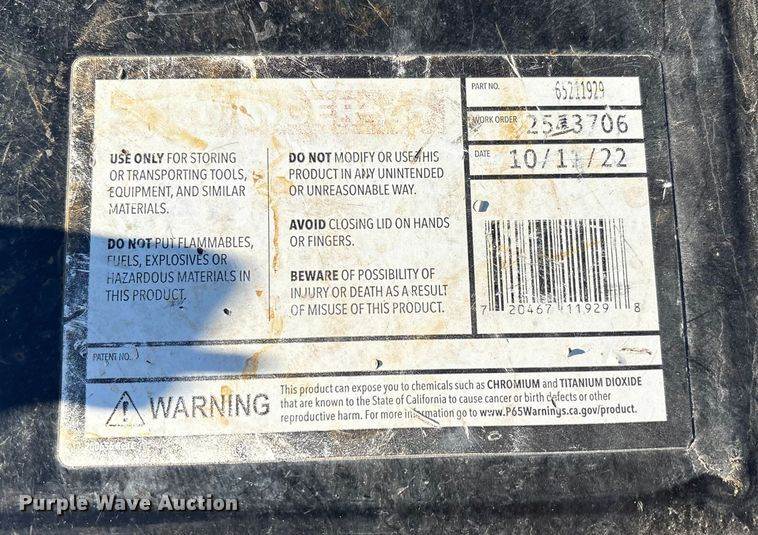 USE ONLY FOR STORING
OR TRANSPORTING TOOLS,
EQUIPMENT, AND SIMILAR
MATERIALS.
DO NOT PUT FLAMMABLES,
FUELS, EXPLOSIVES OR
HAZARDOUS MATERIALS IN
THIS PRODUCT.
DO NOT MODIFY OR USE THIS
PRODUCT IN ANY UNINTENDED
OR UNREASONABLE WAY.
AVOID CLOSING LID ON HANDS
OR FINGERS.
BEWARE OF POSSIBILITY OF
INJURY OR DEATH AS A RESULT
OF MISUSE OF THIS PRODUCT.
PART NO. 65211929
WORK ORDER 2543706
DATE 10/11/22
7 20467 11929 8
PATENT NO.
WARNING
This product can expose you to chemicals such as CHROMIUM and TITANIUM DIOXIDE
that are known to the State of California to cause cancer or birth defects or other
reproductive harm. For more information go to www.P65Warnings.ca.gov/product.
Purple Wave Auction